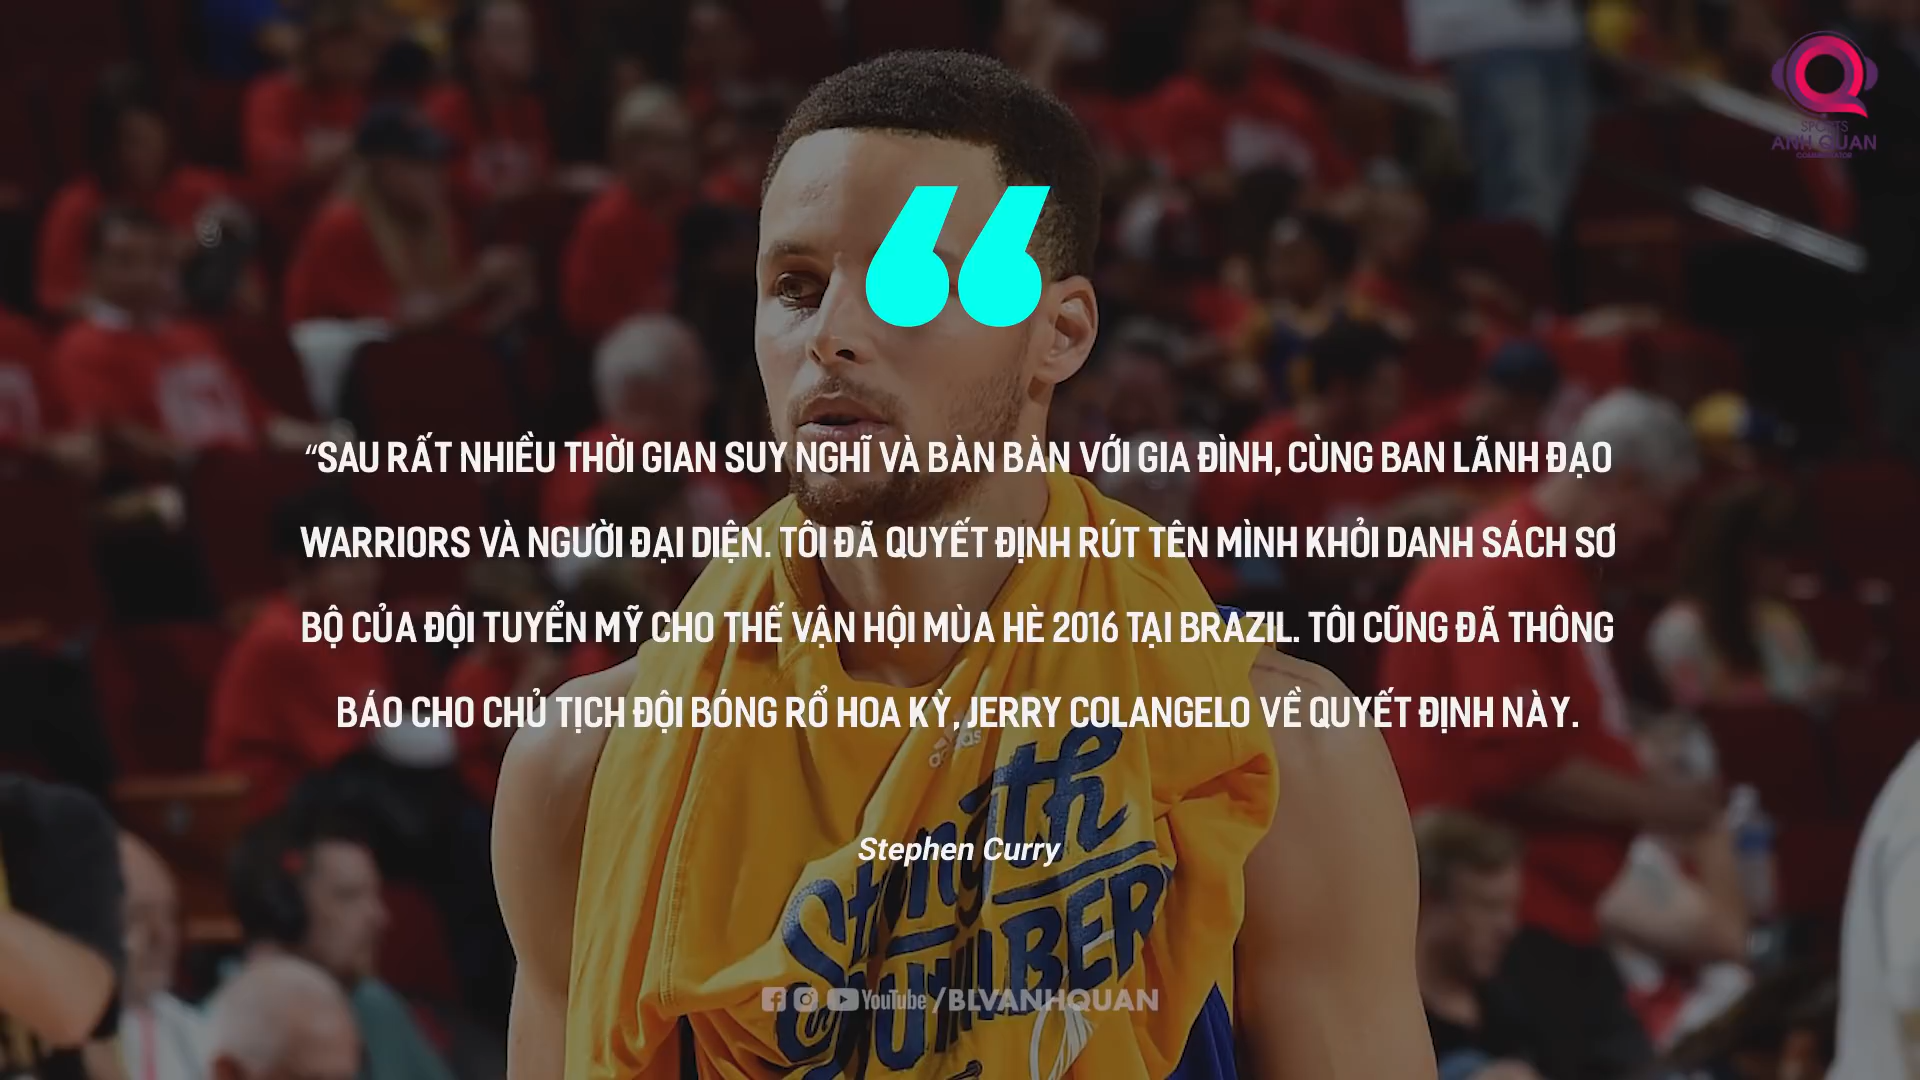 SPORTS
ANH QUAN
COMMENTATOR
“SAU RẤT NHIỀU THỜI GIAN SUY NGHĨ VÀ BÀN BÀN VỚI GIA ĐÌNH, CÙNG BAN LÃNH ĐẠO
WARRIORS VÀ NGƯỜI ĐẠI DIỆN. TÔI ĐÃ QUYẾT ĐỊNH RÚT TÊN MÌNH KHỎI DANH SÁCH SƠ
BỘ CỦA ĐỘI TUYỂN MỸ CHO THẾ VẬN HỘI MÙA HÈ 2016 TẠI BRAZIL. TÔI CŨNG ĐÃ THÔNG
BÁO CHO CHỦ TỊCH ĐỘI BÓNG RỔ HOA KỲ, JERRY COLANGELO VỀ QUYẾT ĐỊNH NÀY.
adidas
Stephen Curry
YouTube /BLVANHQUAN